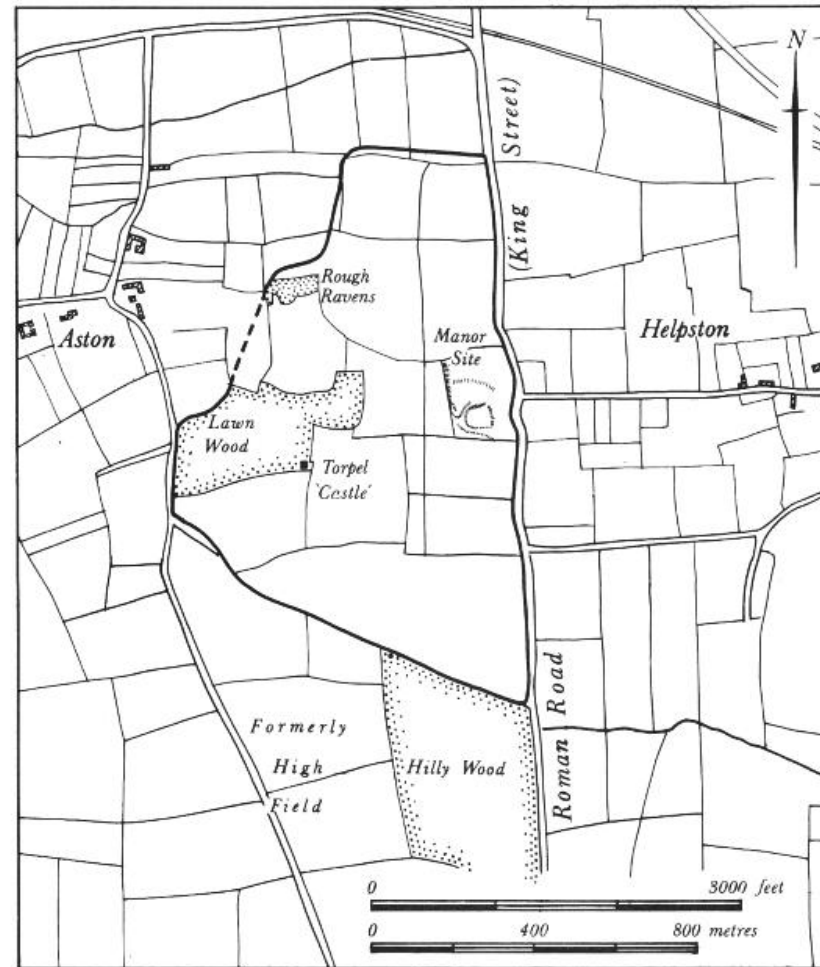 N
Street)
(King
Rough
Ravens
Manor
Site
Helpston
Aston
Lawn
Wood
Torpel
'Castle'
Roman Road
Formerly
High
Field
Hilly Wood
0 3000 feet
0 400 800 metres